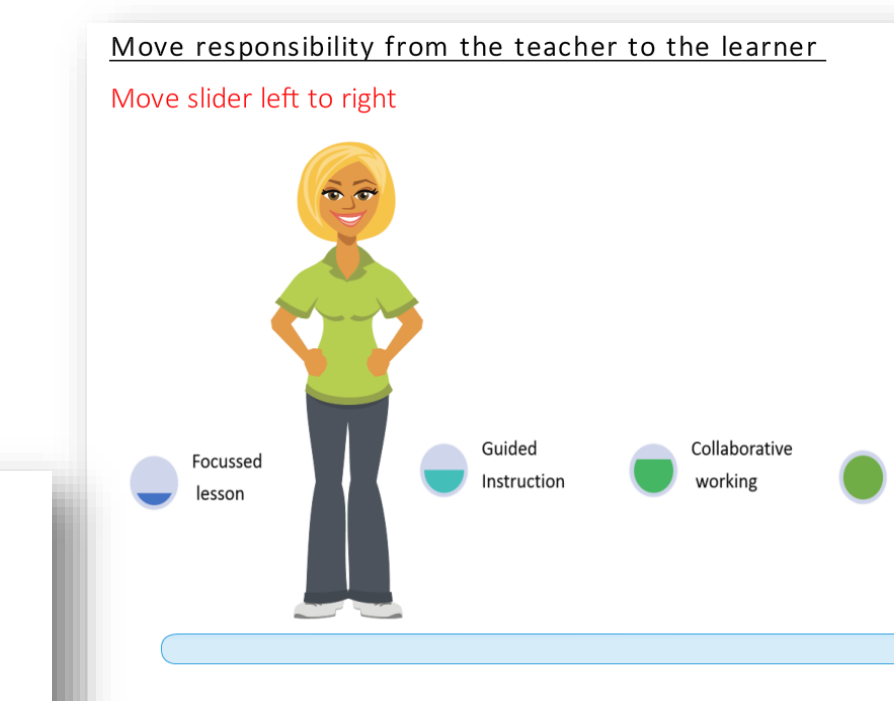 Move responsibility from the teacher to the learner
Move slider left to right
Focussed
lesson
Guided
Instruction
Collaborative
working